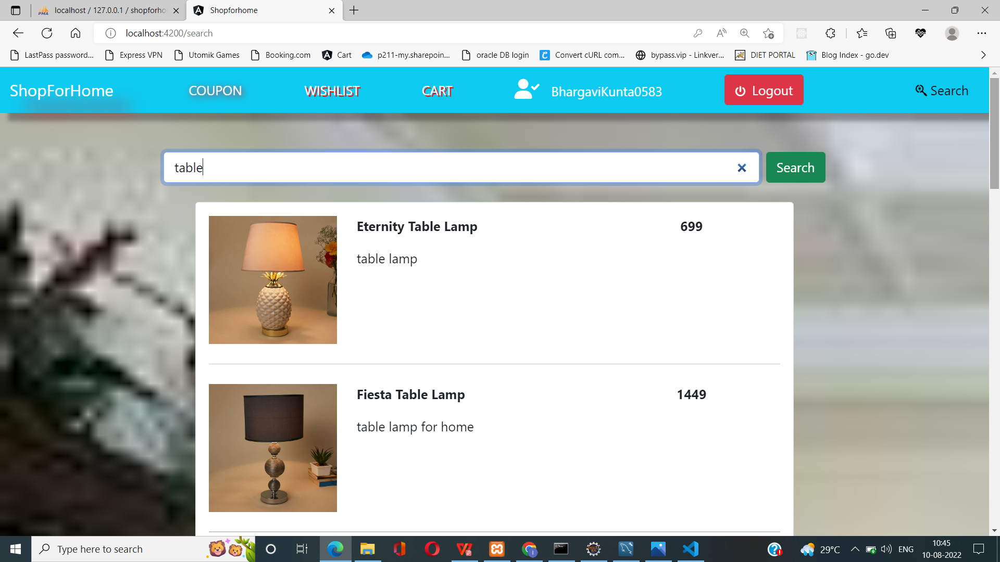 localhost / 127.0.0.1 / shopforho
Shopforhome
localhost:4200/search
LastPass password...
Express VPN
Utomik Games
Booking.com
Cart
p211-my.sharepoin...
oracle DB login
Convert cURL com...
bypass.vip - Linkver...
DIET PORTAL
Blog Index - go.dev
ShopForHome
COUPON
WISHLIST
CART
BhargaviKunta0583
Logout
Search
table
Search
Eternity Table Lamp
699
table lamp
Fiesta Table Lamp
1449
table lamp for home
Type here to search
29°C
ENG
10:45
10-08-2022